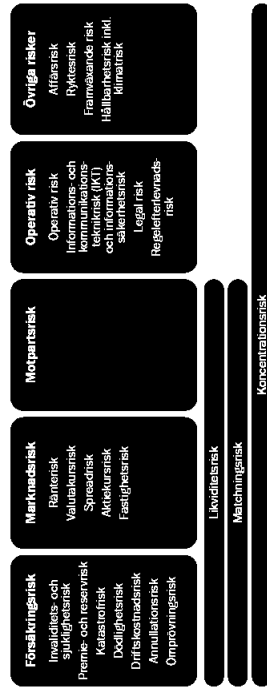 Försäkringsrisk
Invaliditets- och
sjuklighetsrisk
Premie- och reservrisk
Katastrofrisk
Dödlighetsrisk
Driftskostnadsrisk
Annullationsrisk
Omprövningsrisk
Marknadsrisk
Ränterisk
Valutakursrisk
Spreadrisk
Aktiekursrisk
Fastighetsrisk
Motpartsrisk
Operativ risk
Operativ risk
Informations- och
kommunikations-
teknikrisk (IKT)
och informations-
säkerhetsrisk
Legal risk
Regelefterlevnads-
risk
Övriga risker
Affärsrisk
Ryktesrisk
Framväxande risk
Hållbarhetsrisk inkl.
klimatrisk
Likviditetsrisk
Matchningsrisk
Koncentrationsrisk